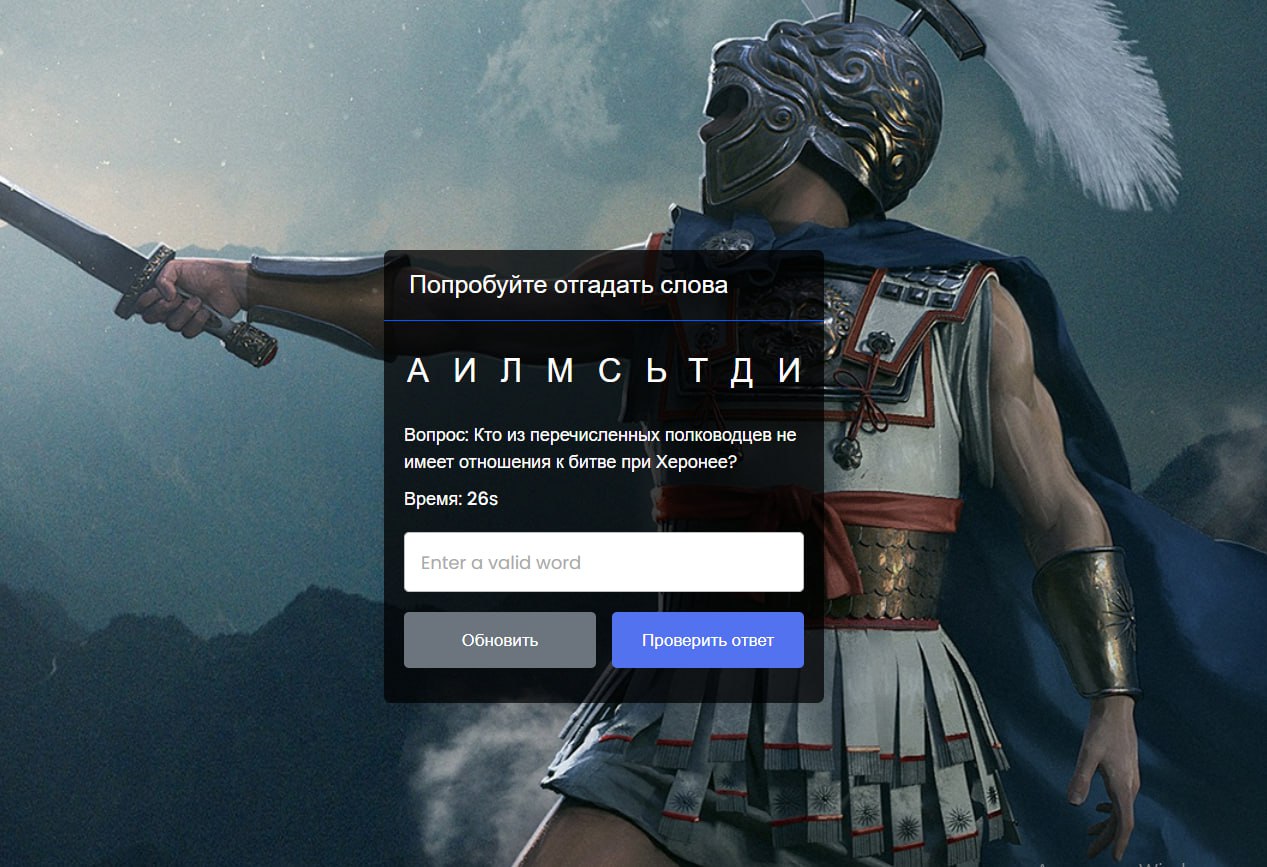 Попробуйте отгадать слова
А И Л М С Ь Т Д И
Вопрос: Кто из перечисленных полководцев не
имеет отношения к битве при Херонее?
Время: 26s
Enter a valid word
Обновить
Проверить ответ